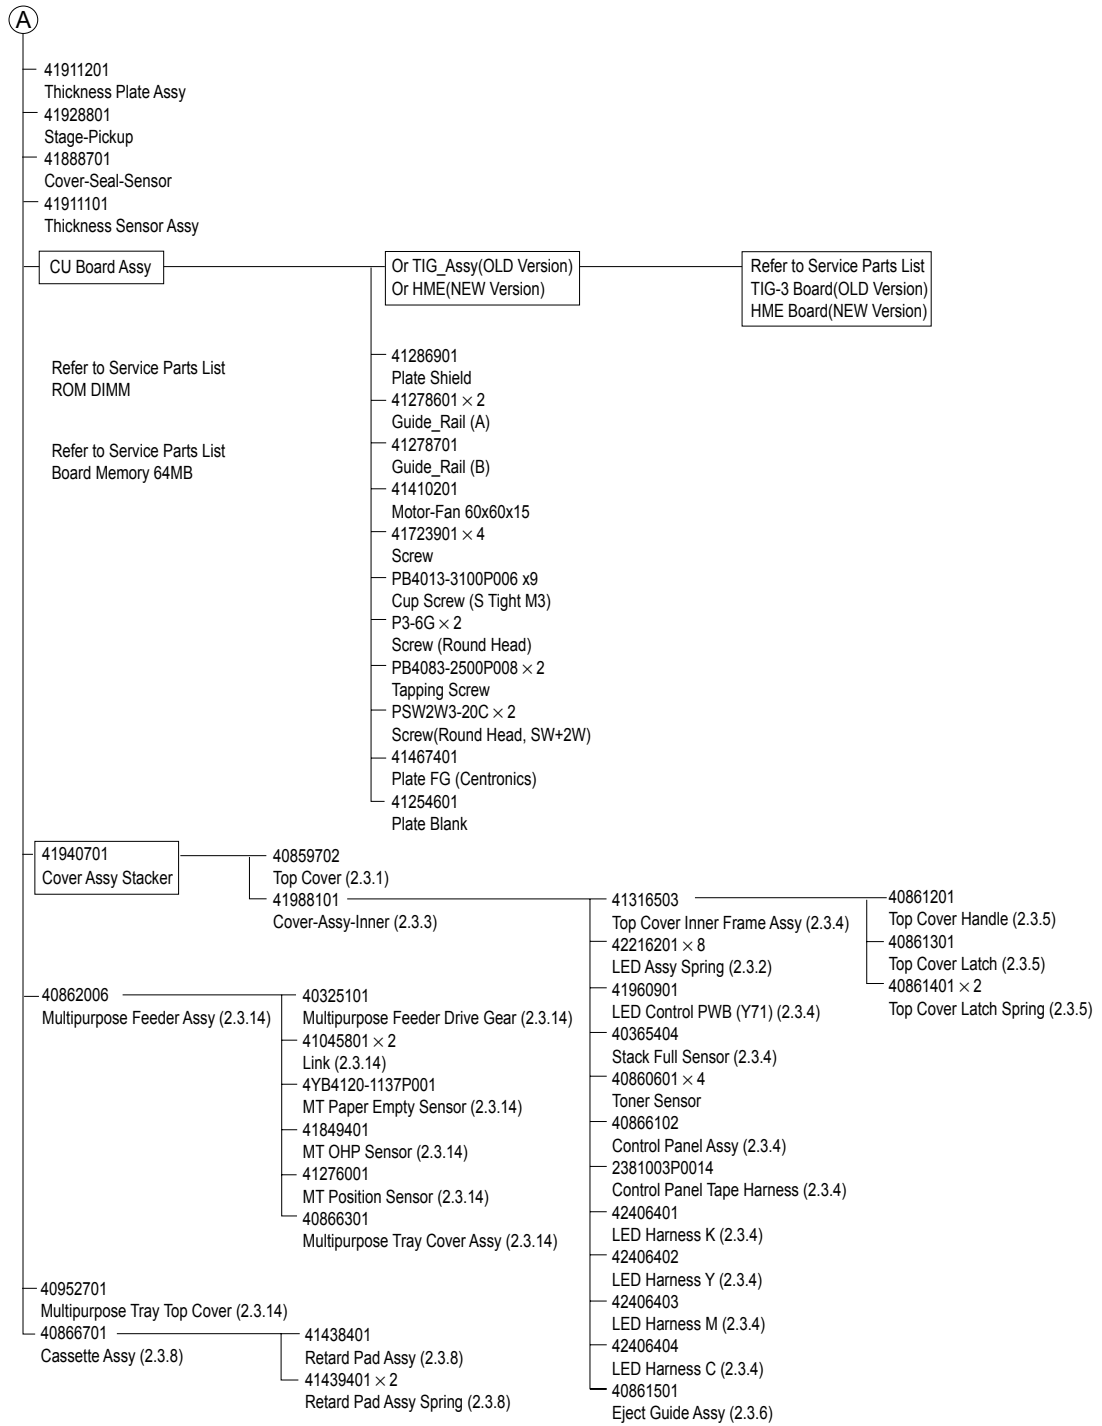 A
41911201
Thickness Plate Assy
41928801
Stage-Pickup
41888701
Cover-Seal-Sensor
41911101
Thickness Sensor Assy
CU Board Assy
Or TIG_Assy(OLD Version)
Or HME(NEW Version)
Refer to Service Parts List
TIG-3 Board(OLD Version)
HME Board(NEW Version)
Refer to Service Parts List
ROM DIMM
Refer to Service Parts List
Board Memory 64MB
41286901
Plate Shield
41278601 × 2
Guide_Rail (A)
41278701
Guide_Rail (B)
41410201
Motor-Fan 60x60x15
41723901 × 4
Screw
PB4013-3100P006 x9
Cup Screw (S Tight M3)
P3-6G × 2
Screw (Round Head)
PB4083-2500P008 × 2
Tapping Screw
PSW2W3-20C × 2
Screw(Round Head, SW+2W)
41467401
Plate FG (Centronics)
41254601
Plate Blank
41940701
Cover Assy Stacker
40859702
Top Cover (2.3.1)
41988101
Cover-Assy-Inner (2.3.3)
41316503
Top Cover Inner Frame Assy (2.3.4)
42216201 × 8
LED Assy Spring (2.3.2)
41960901
LED Control PWB (Y71) (2.3.4)
40365404
Stack Full Sensor (2.3.4)
40860601 × 4
Toner Sensor
40866102
Control Panel Assy (2.3.4)
2381003P0014
Control Panel Tape Harness (2.3.4)
42406401
LED Harness K (2.3.4)
42406402
LED Harness Y (2.3.4)
42406403
LED Harness M (2.3.4)
42406404
LED Harness C (2.3.4)
40861501
Eject Guide Assy (2.3.6)
40861201
Top Cover Handle (2.3.5)
40861301
Top Cover Latch (2.3.5)
40861401 × 2
Top Cover Latch Spring (2.3.5)
40862006
Multipurpose Feeder Assy (2.3.14)
40325101
Multipurpose Feeder Drive Gear (2.3.14)
41045801 × 2
Link (2.3.14)
4YB4120-1137P001
MT Paper Empty Sensor (2.3.14)
41849401
MT OHP Sensor (2.3.14)
41276001
MT Position Sensor (2.3.14)
40866301
Multipurpose Tray Cover Assy (2.3.14)
40952701
Multipurpose Tray Top Cover (2.3.14)
40866701
Cassette Assy (2.3.8)
41438401
Retard Pad Assy (2.3.8)
41439401 × 2
Retard Pad Assy Spring (2.3.8)